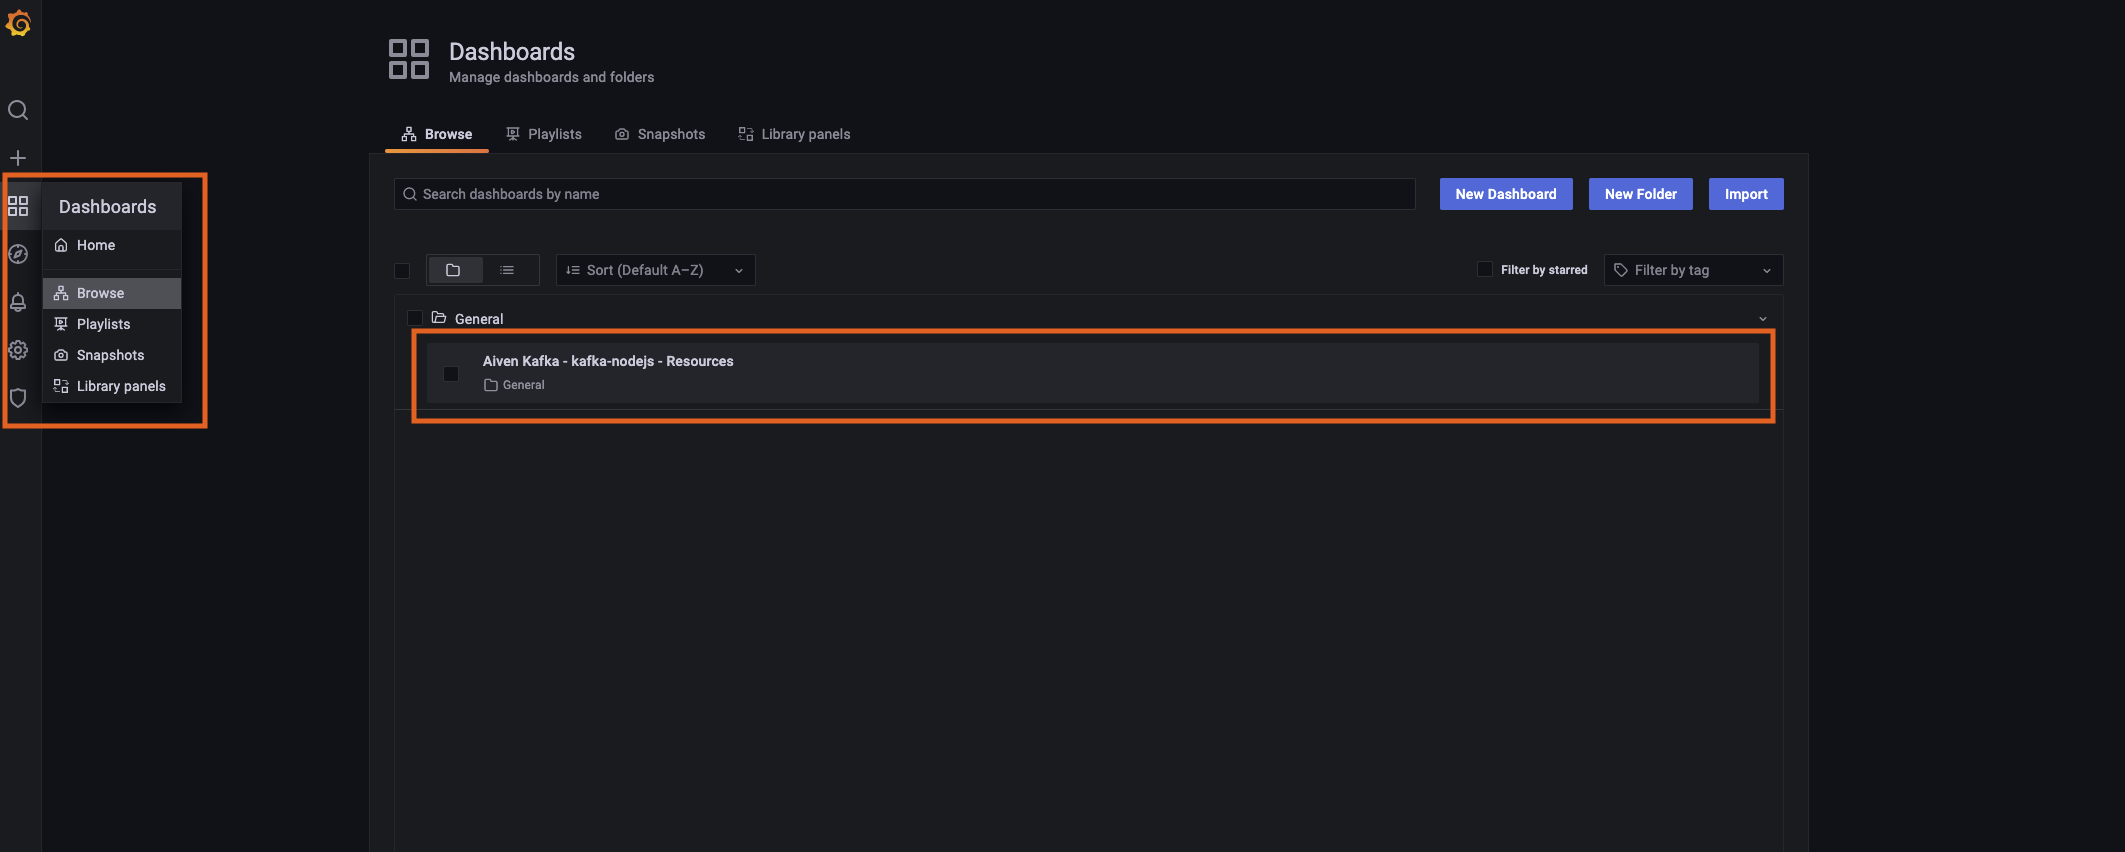 Dashboards
Manage dashboards and folders
Browse
Playlists
Snapshots
Library panels
Dashboards
Home
Browse
Playlists
Snapshots
Library panels
Search dashboards by name
New Dashboard
New Folder
Import
Sort (Default A–Z)
Filter by starred
Filter by tag
General
Aiven Kafka - kafka-nodejs - Resources
General